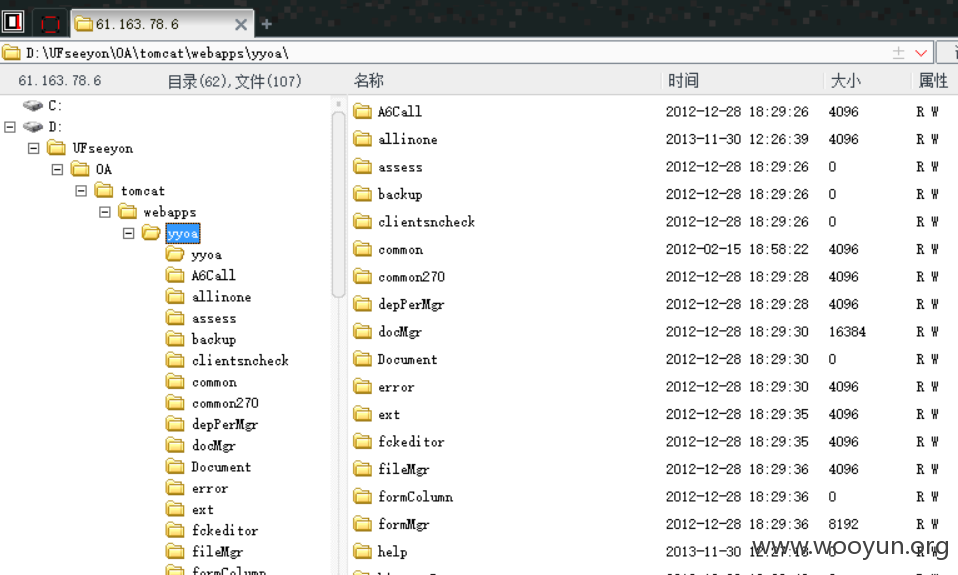 61.163.78.6
D:\UFseeyon\OA\tomcat\webapps\yyoa\
61.163.78.6 目录(62),文件(107) 名称 时间 大小 属性
C:
D:
UFseeyon
OA
tomcat
webapps
yyoa
yyoa
A6Call
allinone
assess
backup
clientsncheck
common
common270
depPerMgr
docMgr
Document
error
ext
fckeditor
fileMgr
formColumn
A6Call 2012-12-28 18:29:26 4096 R W
allinone 2013-11-30 12:26:39 4096 R W
assess 2012-12-28 18:29:26 0 R W
backup 2012-12-28 18:29:26 0 R W
clientsncheck 2012-12-28 18:29:26 0 R W
common 2012-02-15 18:58:22 4096 R W
common270 2012-12-28 18:29:28 4096 R W
depPerMgr 2012-12-28 18:29:28 4096 R W
docMgr 2012-12-28 18:29:30 16384 R W
Document 2012-12-28 18:29:30 0 R W
error 2012-12-28 18:29:30 4096 R W
ext 2012-12-28 18:29:35 4096 R W
fckeditor 2012-12-28 18:29:35 4096 R W
fileMgr 2012-12-28 18:29:36 4096 R W
formColumn 2012-12-28 18:29:36 0 R W
formMgr 2012-12-28 18:29:36 8192 R W
help 2013-11-30 R W
www.wooyun.org